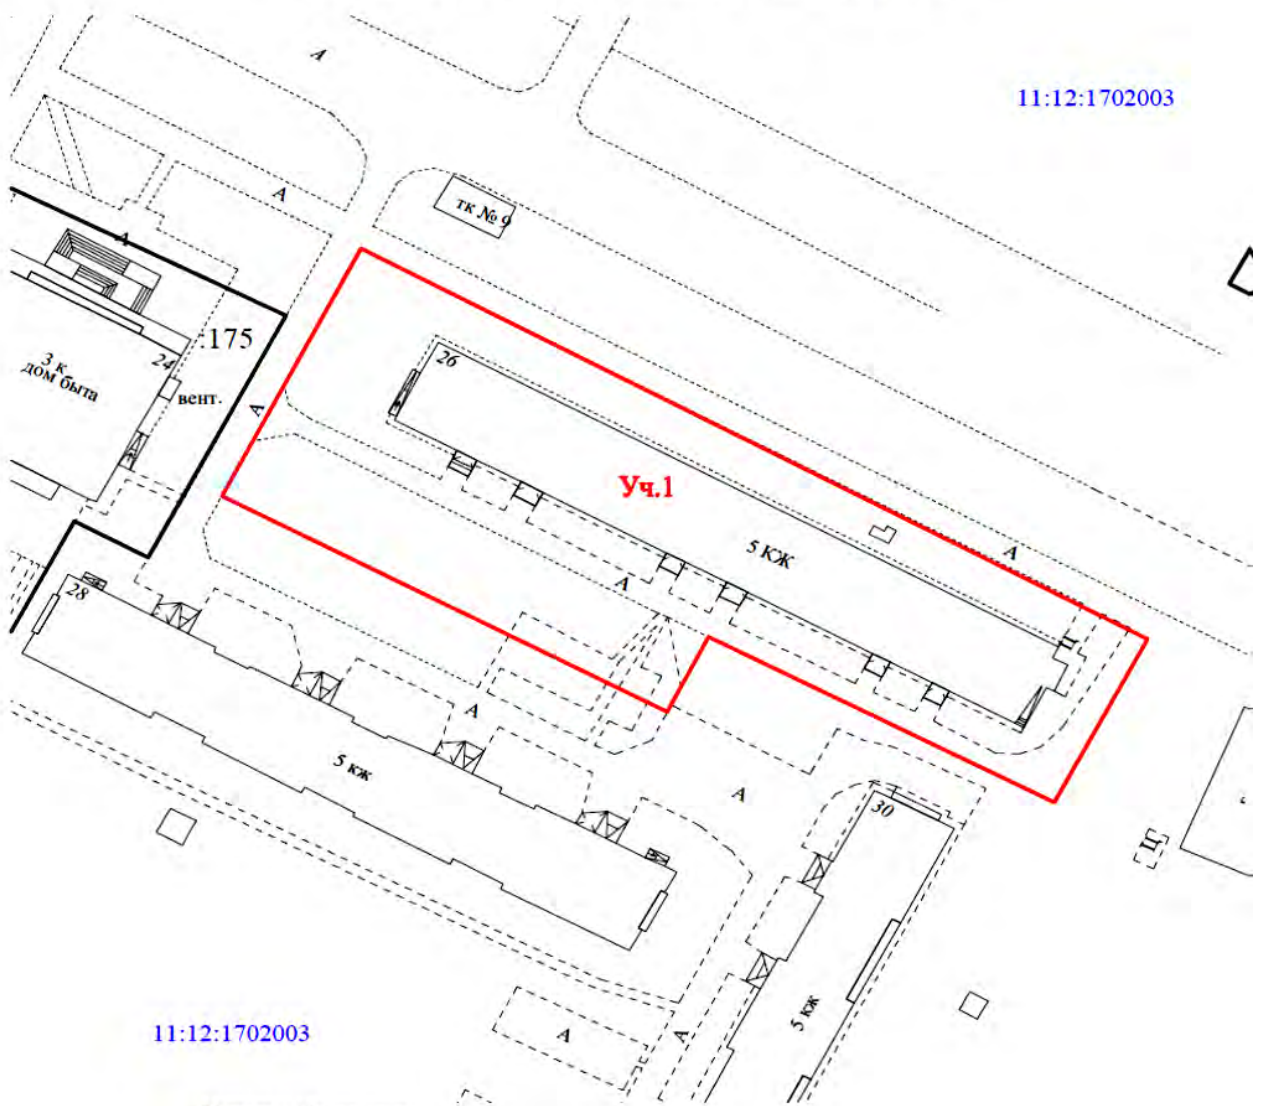 А
11:12:1702003
А
тк № 9
А
:175
26
24
3 к
дом быта
вент.
А
Уч.1
5 КЖ
А
А
28
Ц
А
5 кж
А
30
Ц
5 кж
11:12:1702003
А
А